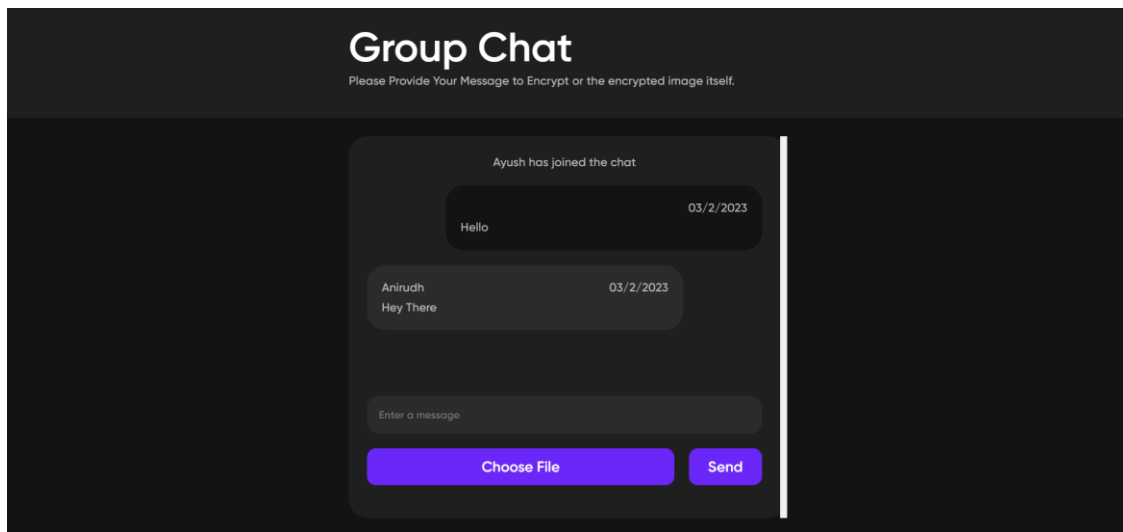 Group Chat
Please Provide Your Message to Encrypt or the encrypted image itself.
Ayush has joined the chat
03/2/2023
Hello
Anirudh 03/2/2023
Hey There
Enter a message
Choose File Send